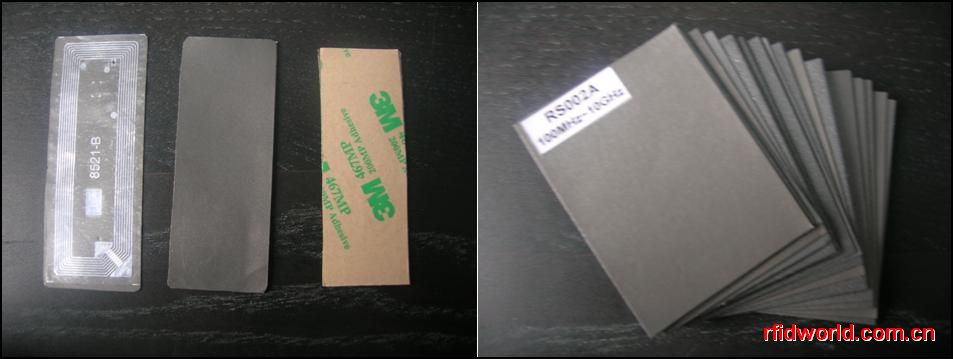 8521-B
3M
467MP
200MP Adhesive
3M
467MP
200MP Adhesive
RS002A
100MHz~10GHz
rfidworld.com.cn